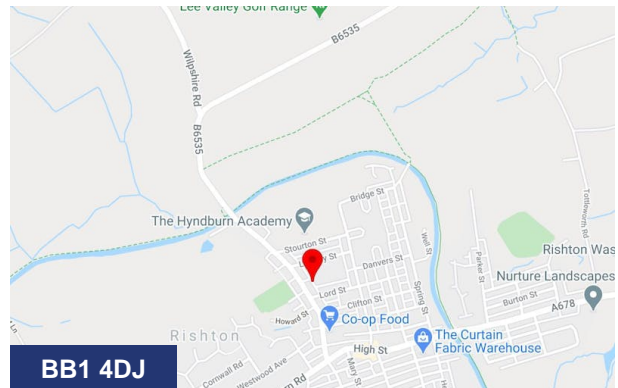 Lee Valley Golf Range
B6535
Wilpshire Rd
B6535
Bridge St
The Hyndburn Academy
Stourton St
Well St
Tottleworth Rd
Danvers St
Parker St
Rishton Was
Nurture Landscapes
Lord St
Spring St
Burton St
A678
Clifton St
Howard St
Co-op Food
Rishton
The Curtain
Fabric Warehouse
High St
Mary St
Cornwall Rd
Westwood Ave
BB1 4DJ